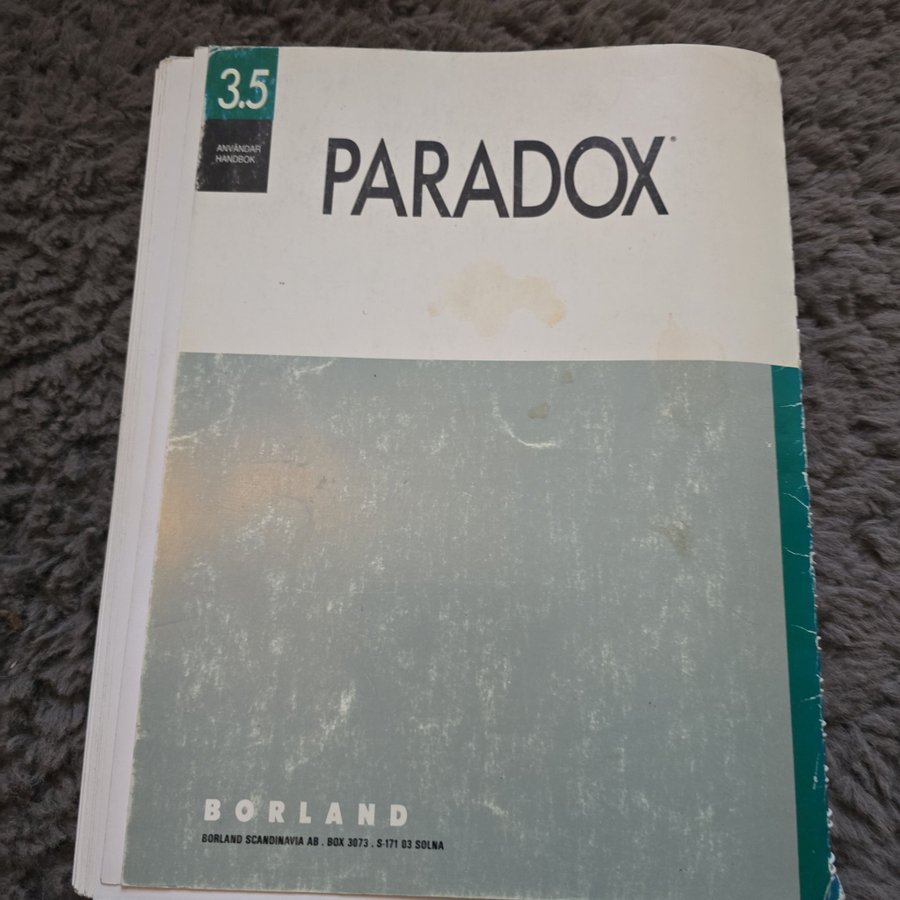 3.5
ANVÄNDAR
HANDBOK
PARADOX®
BORLAND
BORLAND SCANDINAVIA AB . BOX 3073 . S-171 03 SOLNA